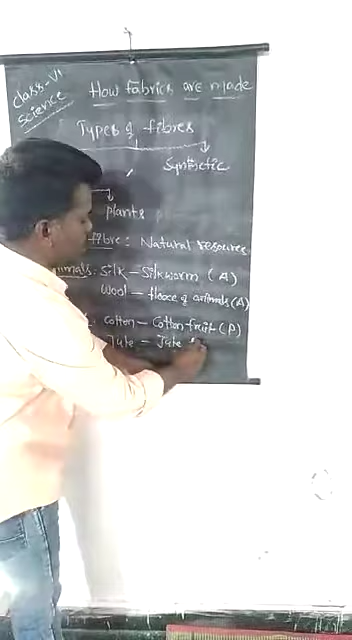 Class-VI
Science
How fabrics are made
Types of fibres
Synthetic
plants
fibre: Natural resources
Silk - Silkworm (A)
Wool - fleece of animals (A)
Cotton - Cotton fruit (P)
Jute - Jute